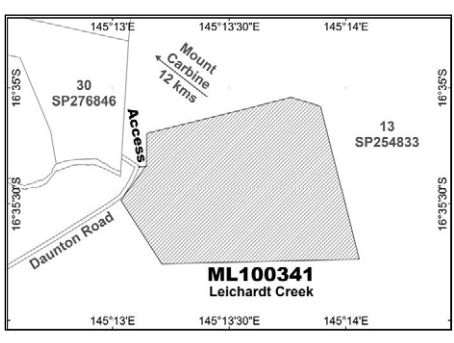 145°13'E 145°13'30"E 145°14'E
Mount
Carbine
12 kms
30
SP276846
16°35'S
16°35'S
Access
13
SP254833
16°35'30"S
16°35'30"S
Daunton Road
ML100341
Leichardt Creek
145°13'E 145°13'30"E 145°14'E